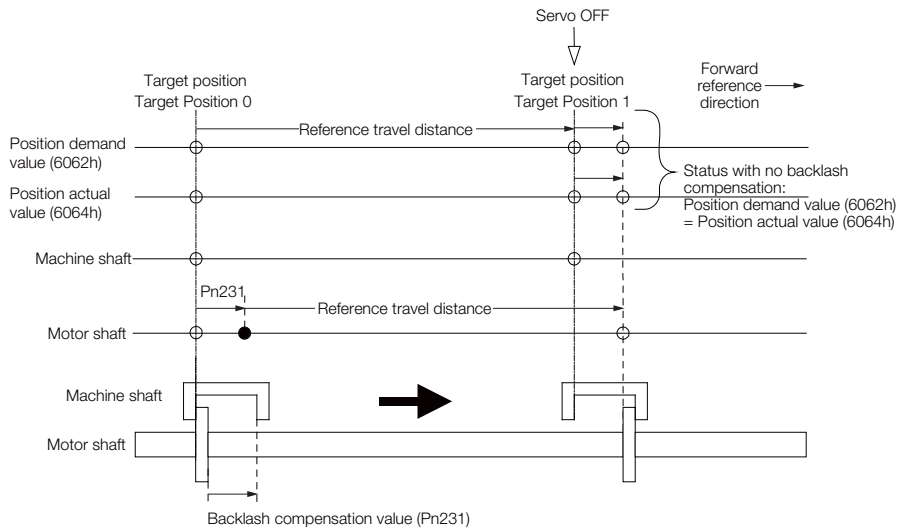 Servo OFF
Target position
Target Position 0
Target position
Target Position 1
Forward
reference
direction
Reference travel distance
Position demand
value (6062h)
Position actual
value (6064h)
Status with no backlash
compensation:
Position demand value (6062h)
= Position actual value (6064h)
Machine shaft
Pn231
Reference travel distance
Motor shaft
Machine shaft
Motor shaft
Backlash compensation value (Pn231)